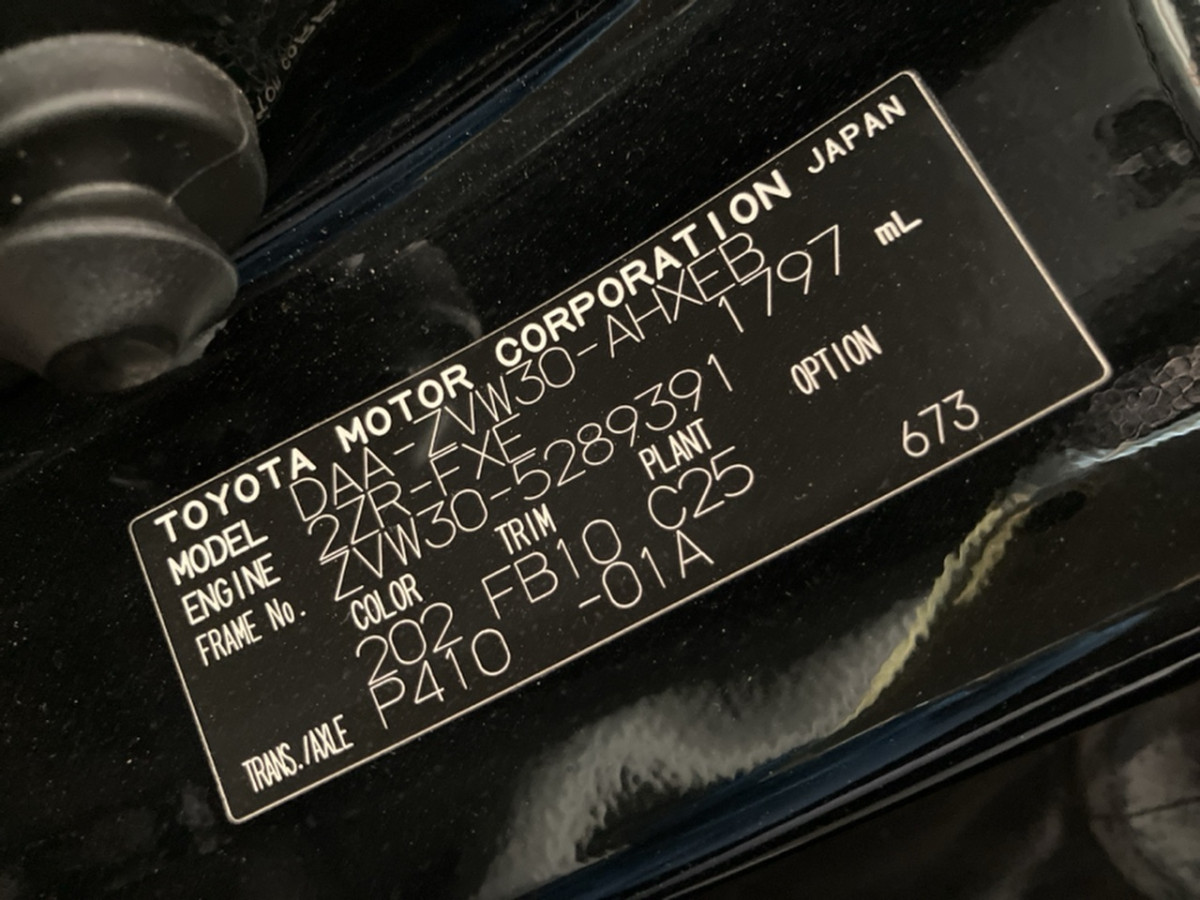 TOYOTA MOTOR CORPORATION JAPAN
MODEL DAA-ZVW30-AHXEB
ENGINE 2ZR-FXE 1797 mL
FRAME No. ZVW30-5289391
COLOR TRIM PLANT OPTION
202 FB10 C25 673
TRANS./AXLE P410 -01A